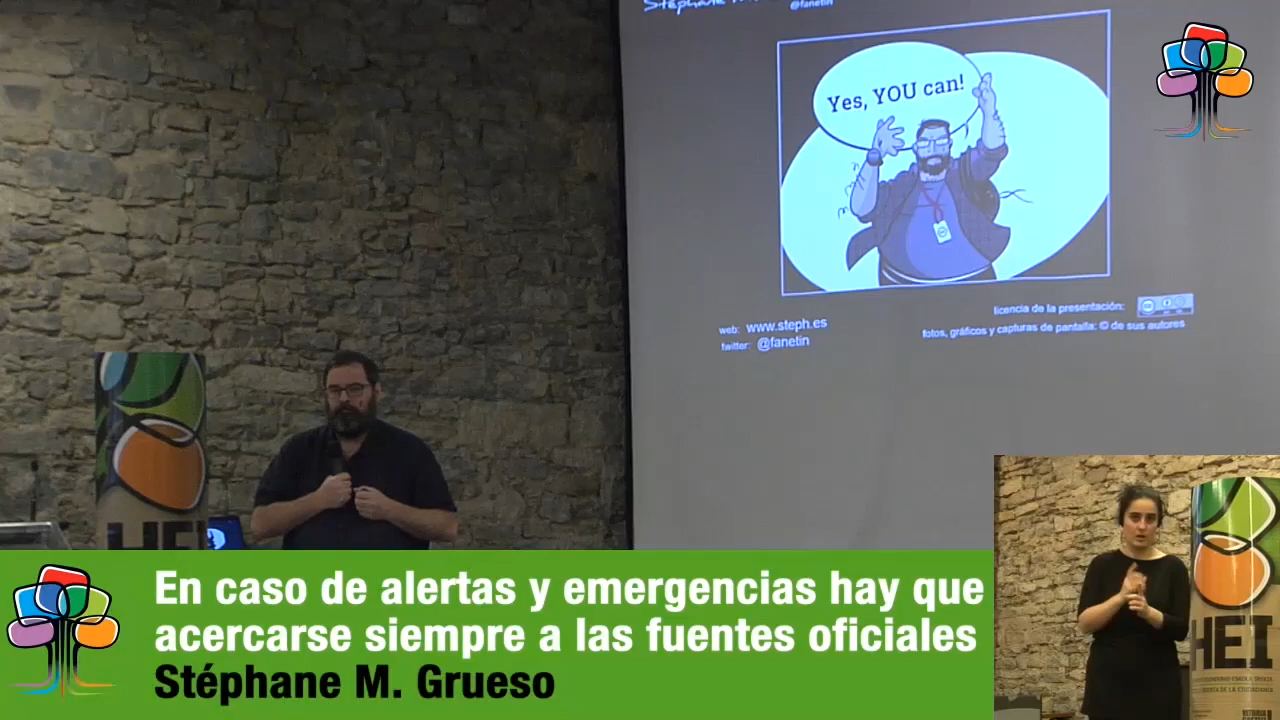 Stéphane M.
@fanetin
Yes, YOU can!
licencia de la presentación:
web: www.steph.es
fotos, gráficos y capturas de pantalla: © de sus autores
twitter: @fanetin
HEI
HEI
En caso de alertas y emergencias hay que
acercarse siempre a las fuentes oficiales
Stéphane M. Grueso